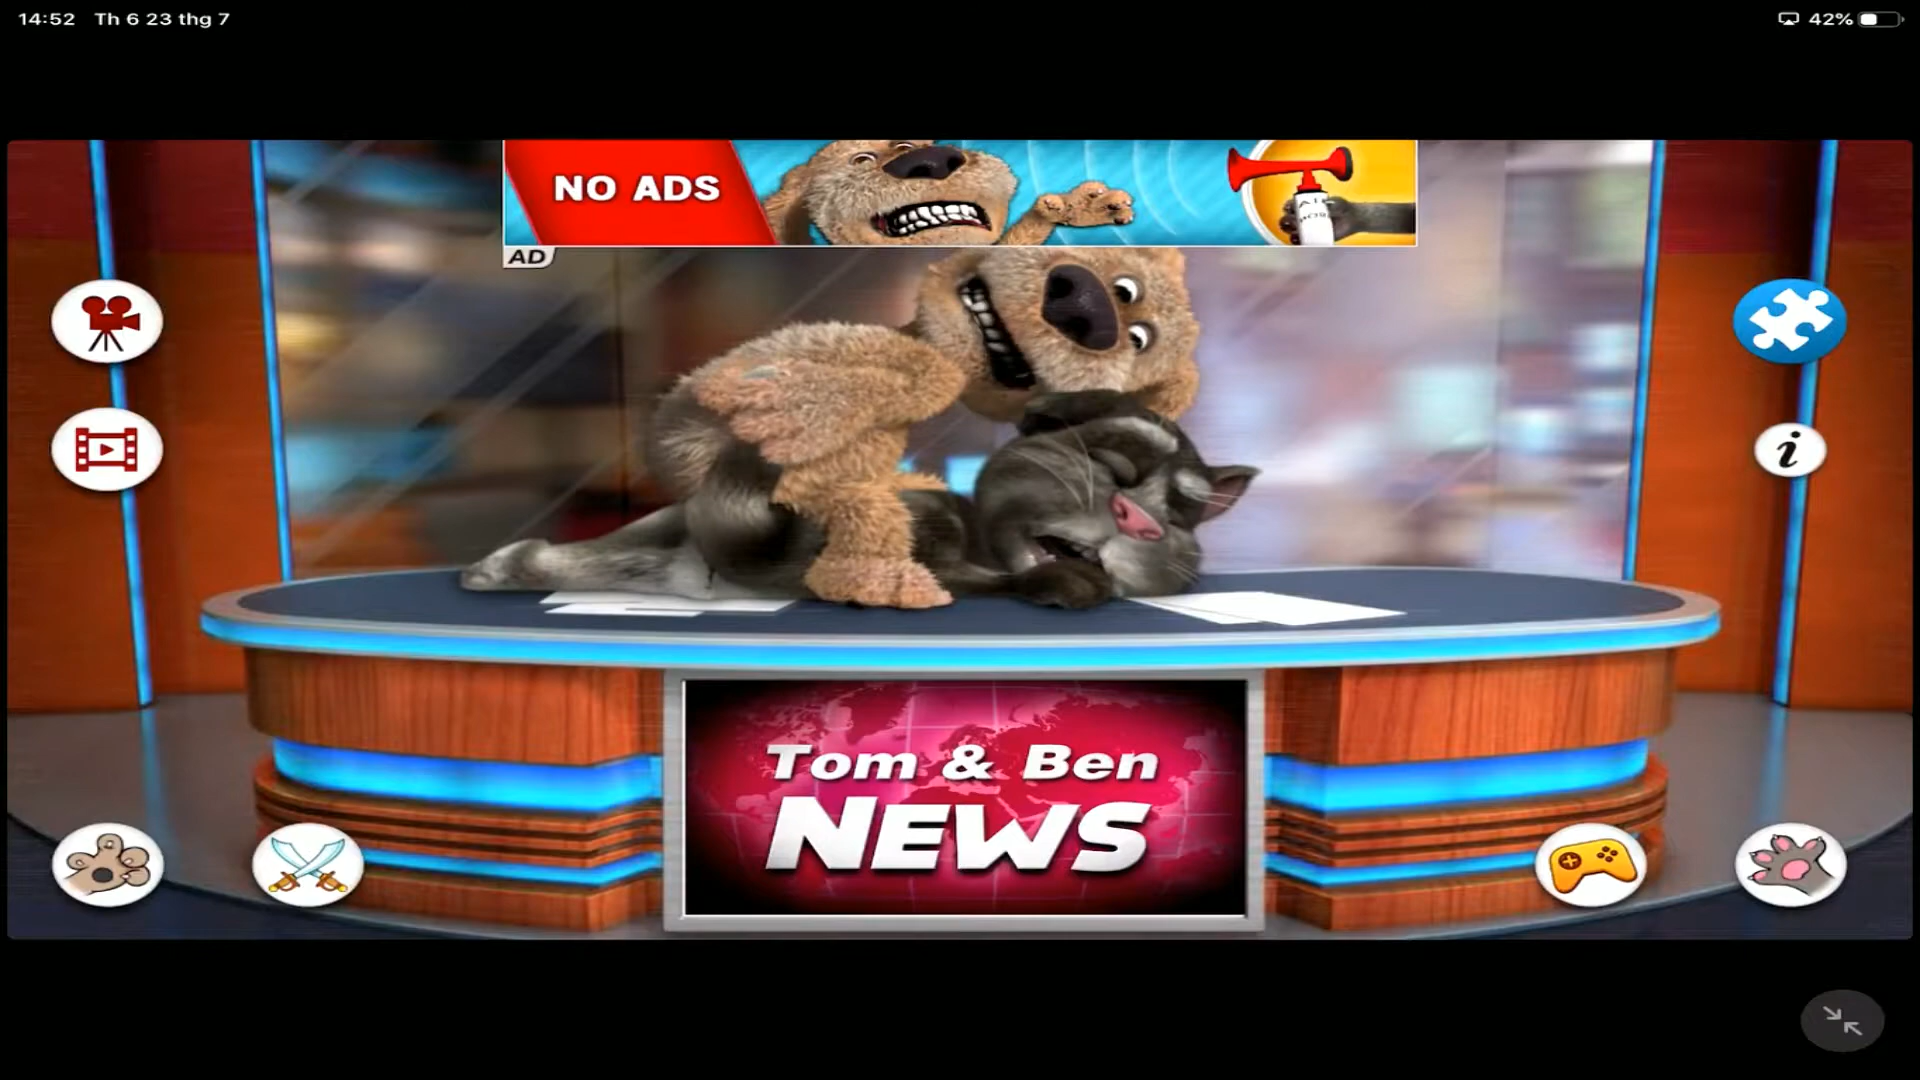 14:52 Th 6 23 thg 7
42%
NO ADS
AD
Tom & Ben
NEWS